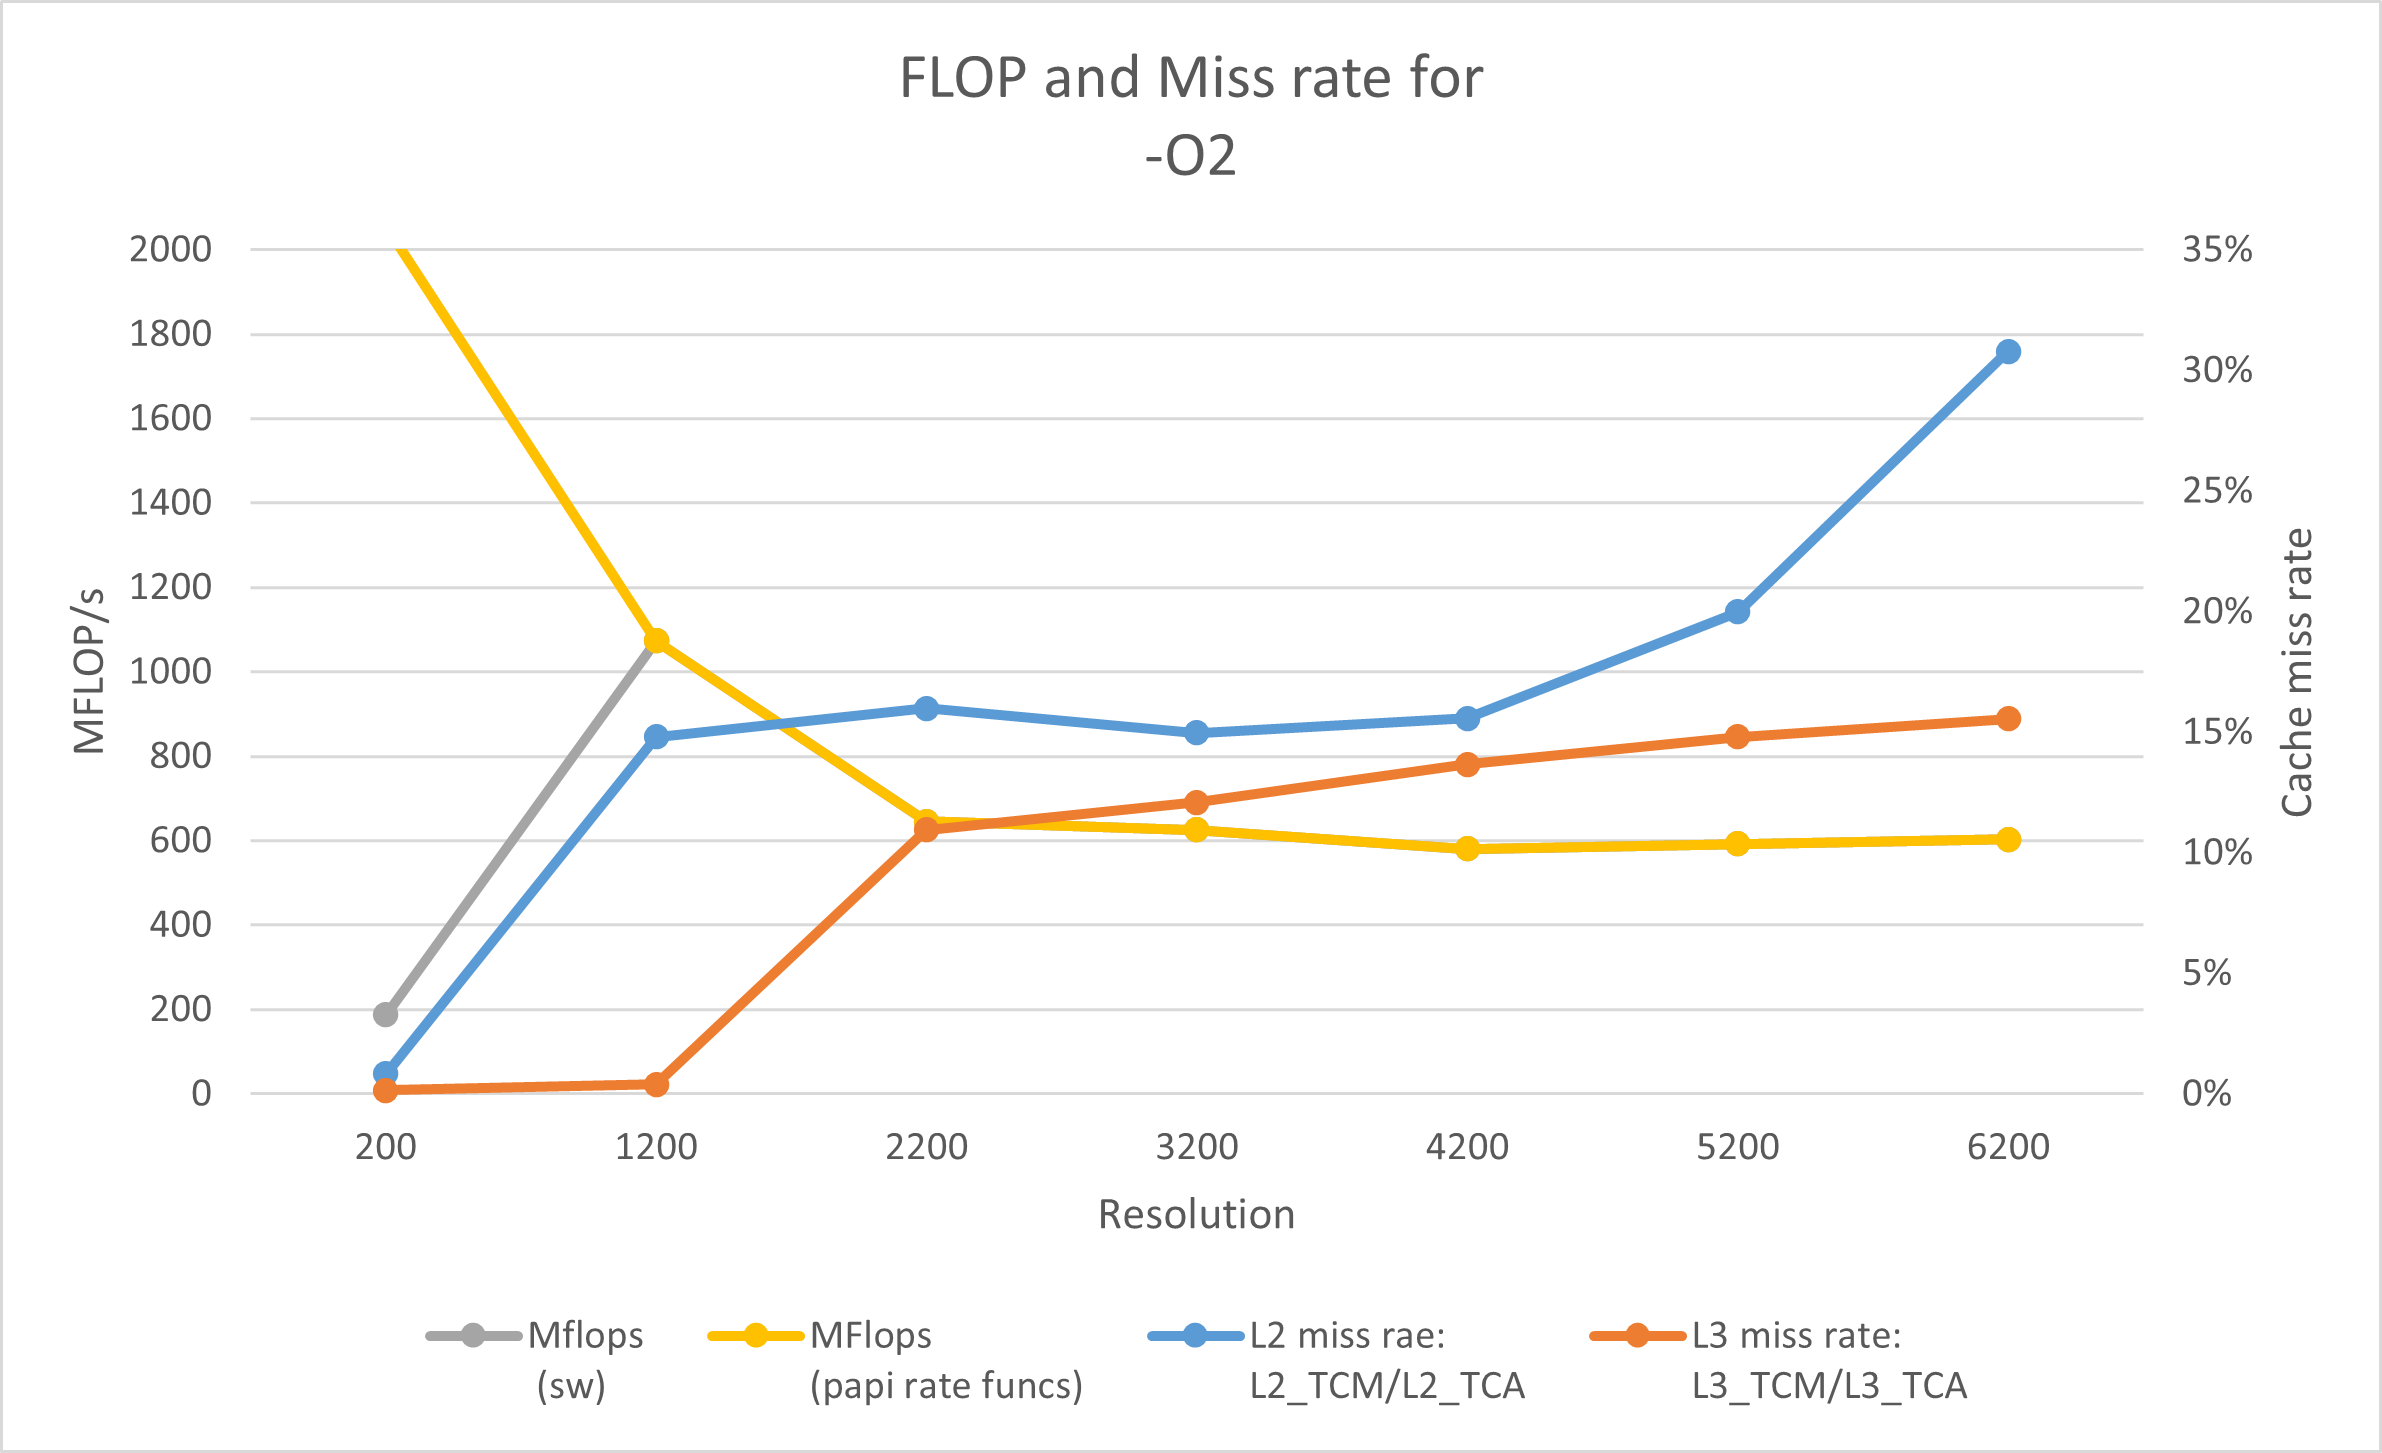 FLOP and Miss rate for
-O2
2000
1800
1600
1400
1200
1000
800
600
400
200
0
MFLOP/s
35%
30%
25%
20%
15%
10%
5%
0%
Cache miss rate
200 1200 2200 3200 4200 5200 6200
Resolution
Mflops MFlops L2 miss rae: L3 miss rate:
(sw) (papi rate funcs) L2_TCM/L2_TCA L3_TCM/L3_TCA